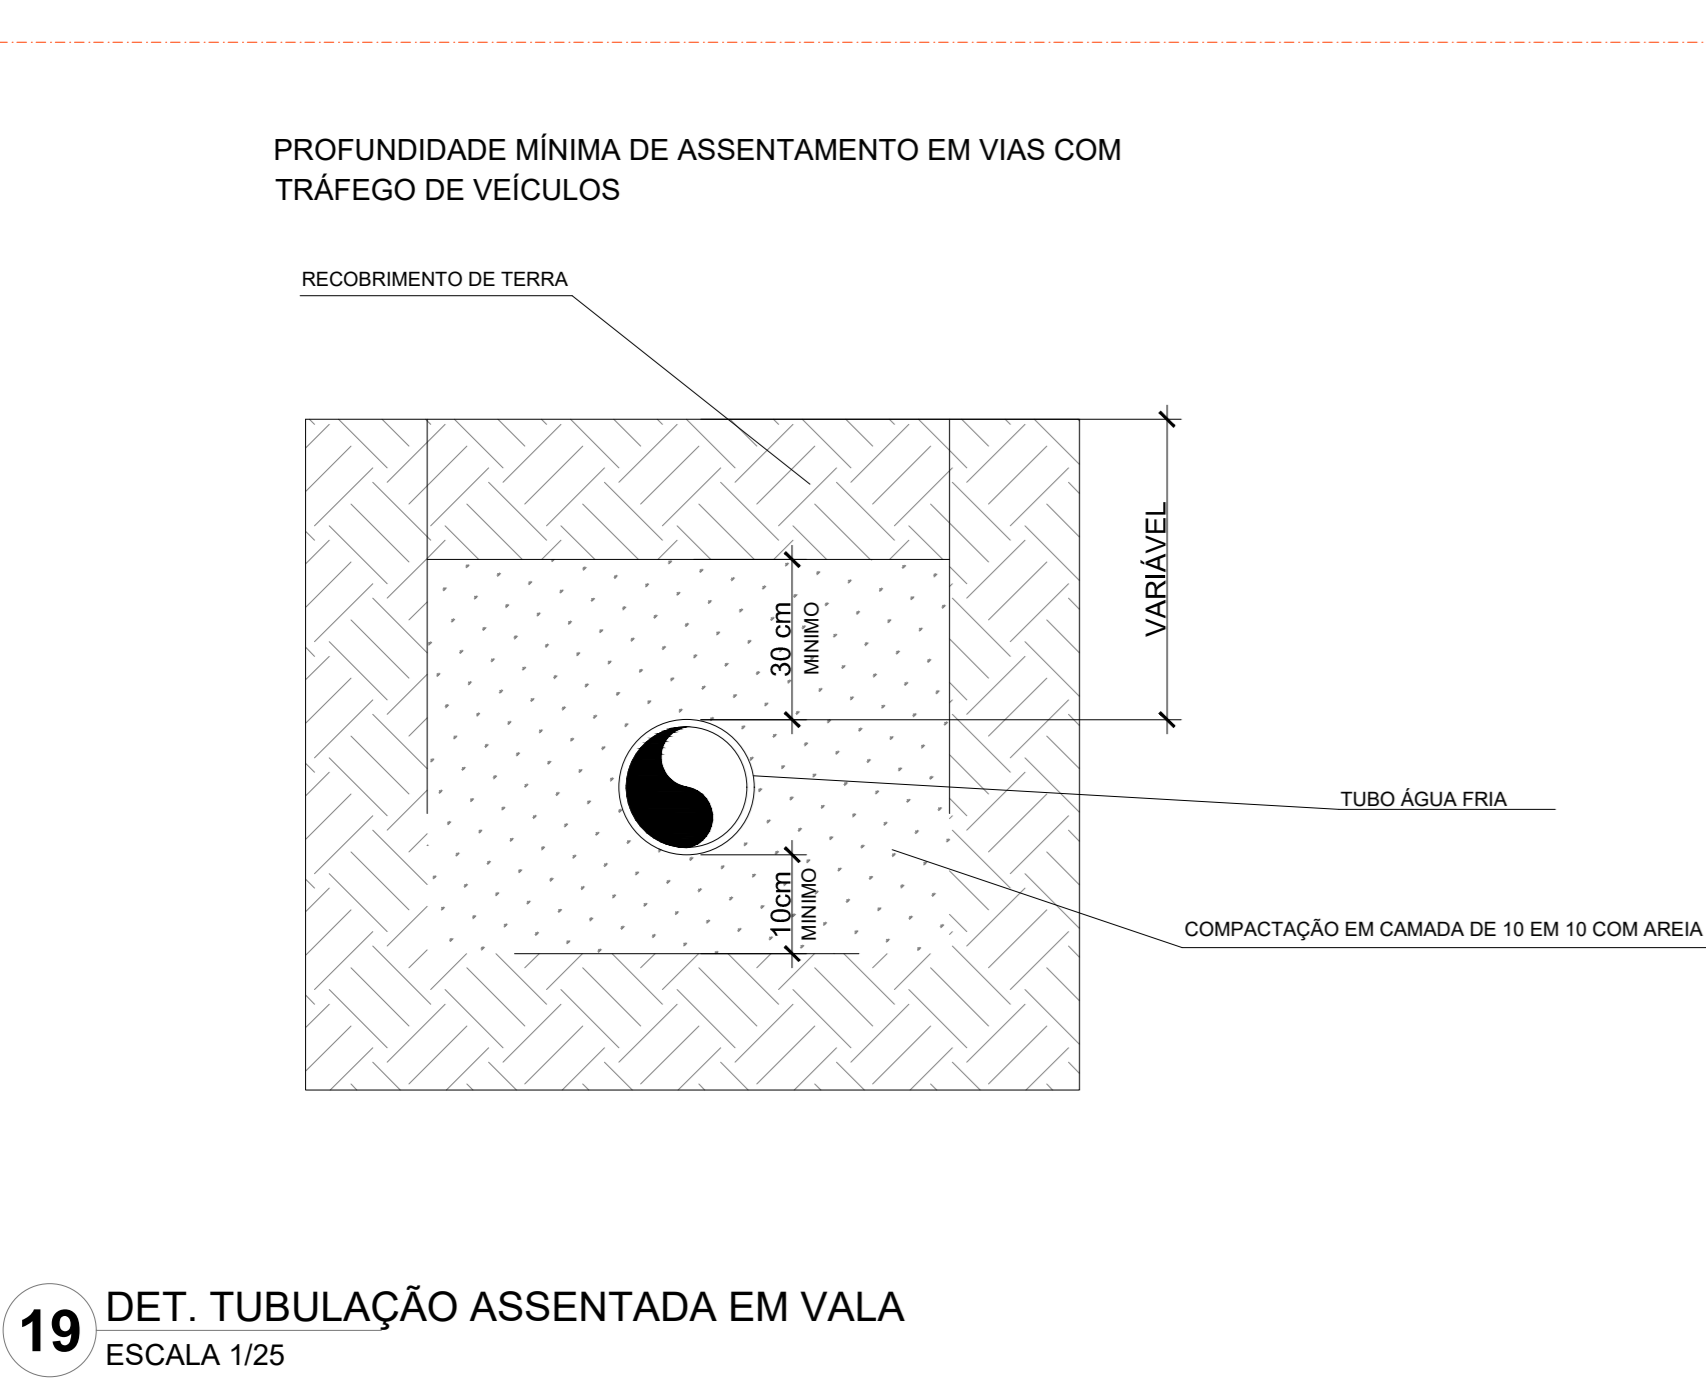 PROFUNDIDADE MÍNIMA DE ASSENTAMENTO EM VIAS COM
TRÁFEGO DE VEÍCULOS
RECOBRIMENTO DE TERRA
VARIÁVEL
30 cm
MINIMO
TUBO ÁGUA FRIA
10cm
MINIMO
COMPACTAÇÃO EM CAMADA DE 10 EM 10 COM AREIA
19
DET. TUBULAÇÃO ASSENTADA EM VALA
ESCALA 1/25